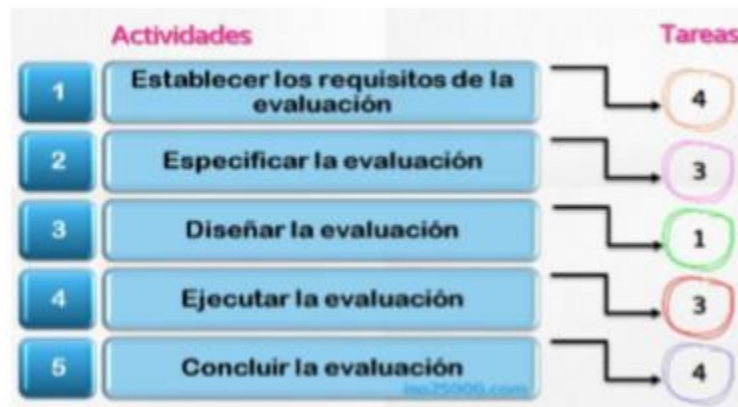 Actividades Tareas
1 Establecer los requisitos de la evaluación 4
2 Especificar la evaluación 3
3 Diseñar la evaluación 1
4 Ejecutar la evaluación 3
5 Concluir la evaluación 4
iso25000.com